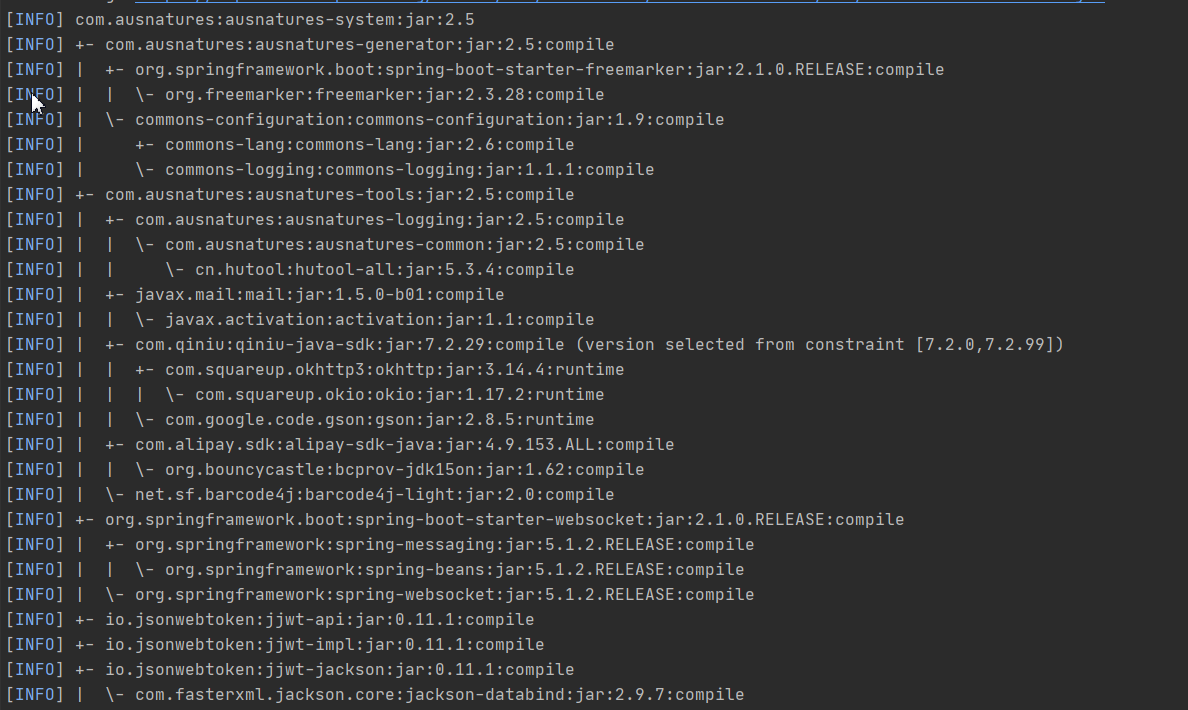 [INFO] com.ausnatures:ausnatures-system:jar:2.5
[INFO] +- com.ausnatures:ausnatures-generator:jar:2.5:compile
[INFO] |  +- org.springframework.boot:spring-boot-starter-freemarker:jar:2.1.0.RELEASE:compile
[INFO] |  |  \- org.freemarker:freemarker:jar:2.3.28:compile
[INFO] |  \- commons-configuration:commons-configuration:jar:1.9:compile
[INFO] |     +- commons-lang:commons-lang:jar:2.6:compile
[INFO] |     \- commons-logging:commons-logging:jar:1.1.1:compile
[INFO] +- com.ausnatures:ausnatures-tools:jar:2.5:compile
[INFO] |  +- com.ausnatures:ausnatures-logging:jar:2.5:compile
[INFO] |  |  \- com.ausnatures:ausnatures-common:jar:2.5:compile
[INFO] |  |     \- cn.hutool:hutool-all:jar:5.3.4:compile
[INFO] |  +- javax.mail:mail:jar:1.5.0-b01:compile
[INFO] |  |  \- javax.activation:activation:jar:1.1:compile
[INFO] |  +- com.qiniu:qiniu-java-sdk:jar:7.2.29:compile (version selected from constraint [7.2.0,7.2.99])
[INFO] |  |  +- com.squareup.okhttp3:okhttp:jar:3.14.4:runtime
[INFO] |  |  |  \- com.squareup.okio:okio:jar:1.17.2:runtime
[INFO] |  |  \- com.google.code.gson:gson:jar:2.8.5:runtime
[INFO] |  +- com.alipay.sdk:alipay-sdk-java:jar:4.9.153.ALL:compile
[INFO] |  |  \- org.bouncycastle:bcprov-jdk15on:jar:1.62:compile
[INFO] |  \- net.sf.barcode4j:barcode4j-light:jar:2.0:compile
[INFO] +- org.springframework.boot:spring-boot-starter-websocket:jar:2.1.0.RELEASE:compile
[INFO] |  +- org.springframework:spring-messaging:jar:5.1.2.RELEASE:compile
[INFO] |  |  \- org.springframework:spring-beans:jar:5.1.2.RELEASE:compile
[INFO] |  \- org.springframework:spring-websocket:jar:5.1.2.RELEASE:compile
[INFO] +- io.jsonwebtoken:jjwt-api:jar:0.11.1:compile
[INFO] +- io.jsonwebtoken:jjwt-impl:jar:0.11.1:compile
[INFO] +- io.jsonwebtoken:jjwt-jackson:jar:0.11.1:compile
[INFO] |  \- com.fasterxml.jackson.core:jackson-databind:jar:2.9.7:compile